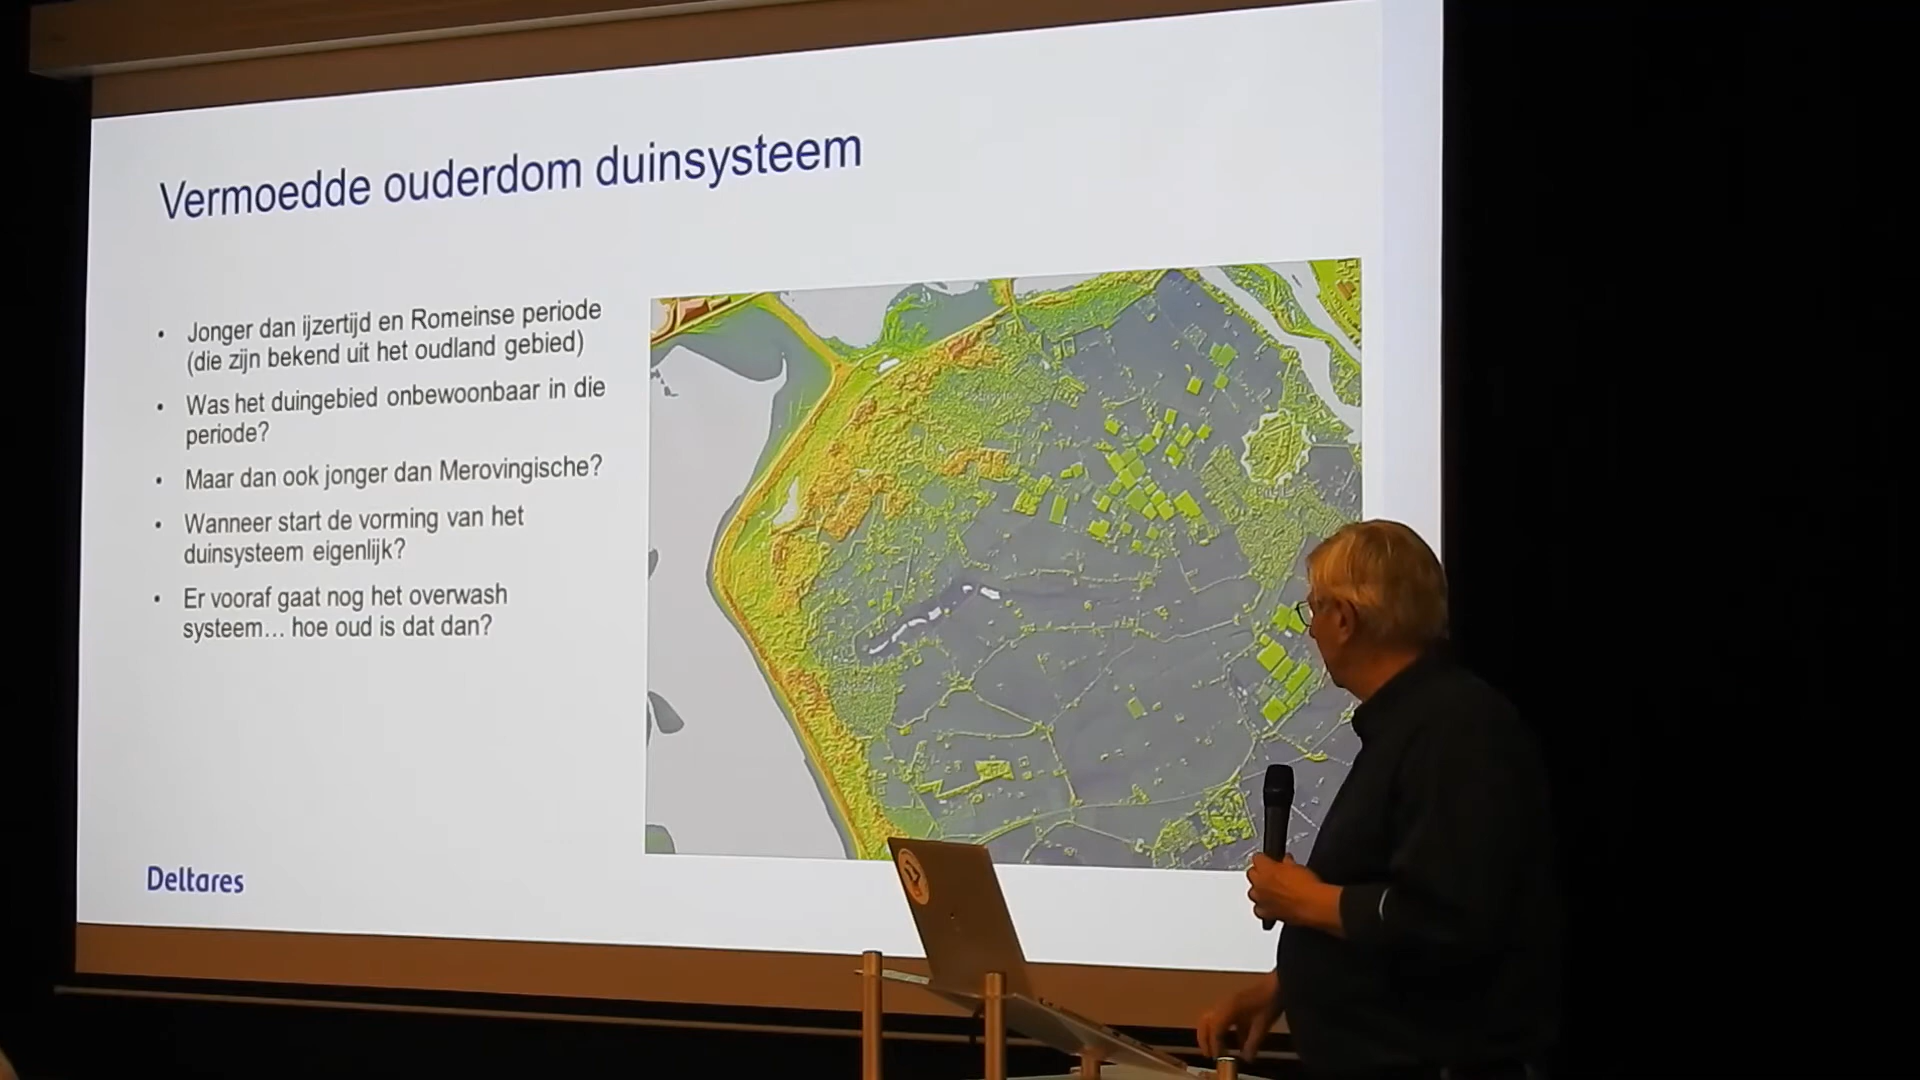 Vermoedde ouderdom duinsysteem
• Jonger dan ijzertijd en Romeinse periode
(die zijn bekend uit het oudland gebied)
• Was het duingebied onbewoonbaar in die
periode?
• Maar dan ook jonger dan Merovingische?
• Wanneer start de vorming van het
duinsysteem eigenlijk?
• Er vooraf gaat nog het overwash
systeem... hoe oud is dat dan?
Deltares